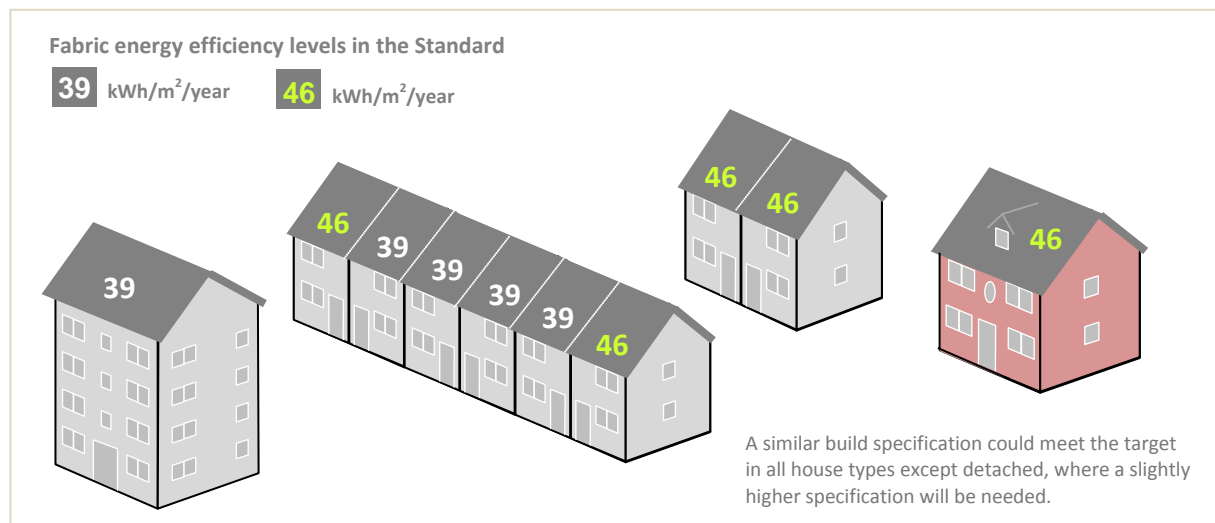 Fabric energy efficiency levels in the Standard
39 kWh/m²/year 46 kWh/m²/year
46
46
46
46
39
39
39
39
39
46
A similar build specification could meet the target
in all house types except detached, where a slightly
higher specification will be needed.